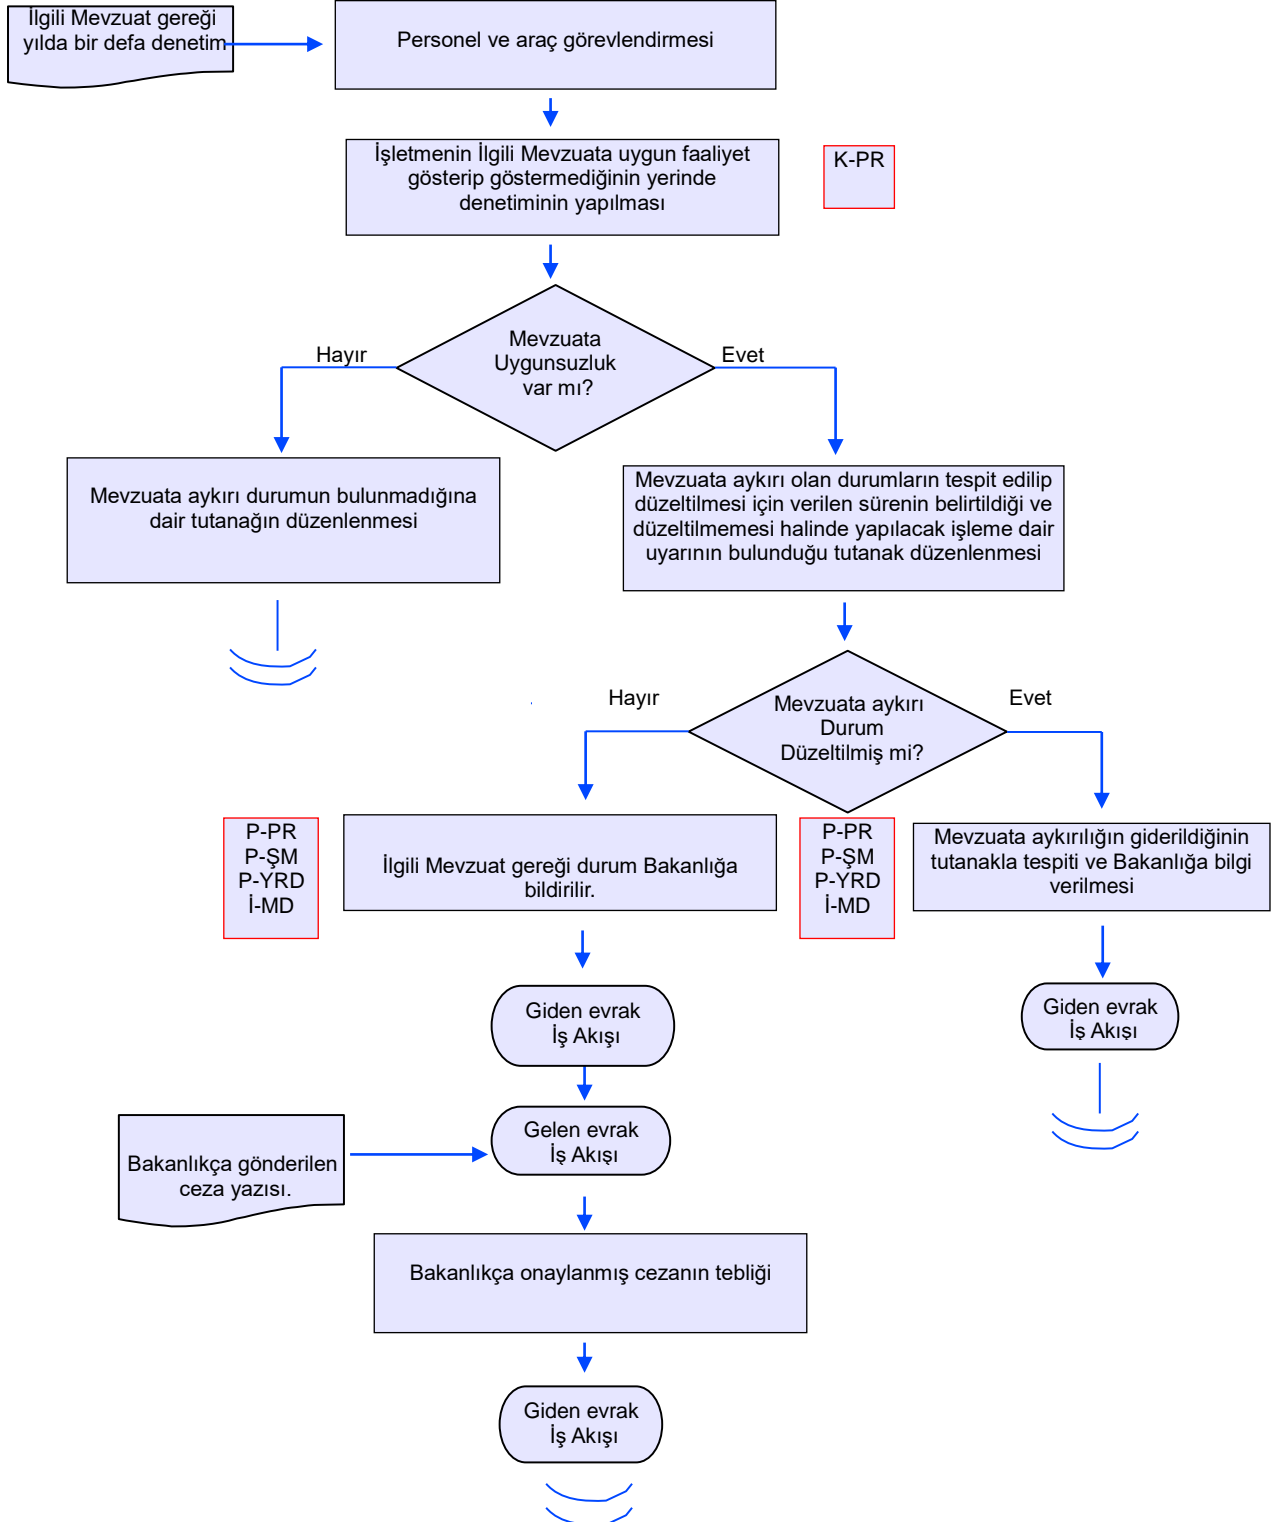 İlgili Mevzuat gereği
yılda bir defa denetim
Personel ve araç görevlendirmesi
İşletmenin İlgili Mevzuata uygun faaliyet
gösterip göstermediğinin yerinde
denetiminin yapılması
K-PR
Mevzuata
Uygunsuzluk
var mı?
Hayır
Evet
Mevzuata aykırı durumun bulunmadığına
dair tutanağın düzenlenmesi
Mevzuata aykırı olan durumların tespit edilip
düzeltilmesi için verilen sürenin belirtildiği ve
düzeltilmemesi halinde yapılacak işleme dair
uyarının bulunduğu tutanak düzenlenmesi
Hayır
Mevzuata aykırı
Durum
Düzeltilmiş mi?
Evet
P-PR
P-ŞM
P-YRD
İ-MD
İlgili Mevzuat gereği durum Bakanlığa
bildirilir.
P-PR
P-ŞM
P-YRD
İ-MD
Mevzuata aykırılığın giderildiğinin
tutanakla tespiti ve Bakanlığa bilgi
verilmesi
Giden evrak
İş Akışı
Giden evrak
İş Akışı
Gelen evrak
İş Akışı
Bakanlıkça gönderilen
ceza yazısı.
Bakanlıkça onaylanmış cezanın tebliği
Giden evrak
İş Akışı